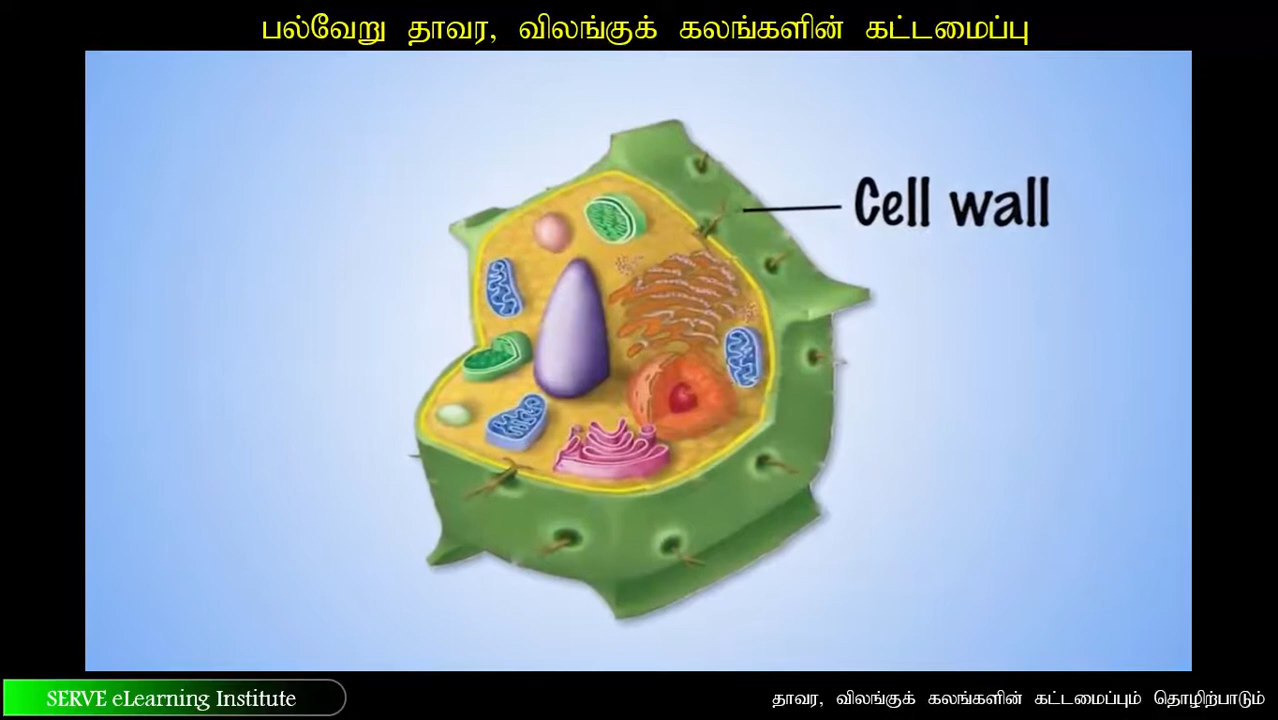 பல்வேறு தாவர, விலங்குக் கலங்களின் கட்டமைப்பு
Cell wall
SERVE eLearning Institute
தாவர, விலங்குக் கலங்களின் கட்டமைப்பும் தொழிற்பாடும்